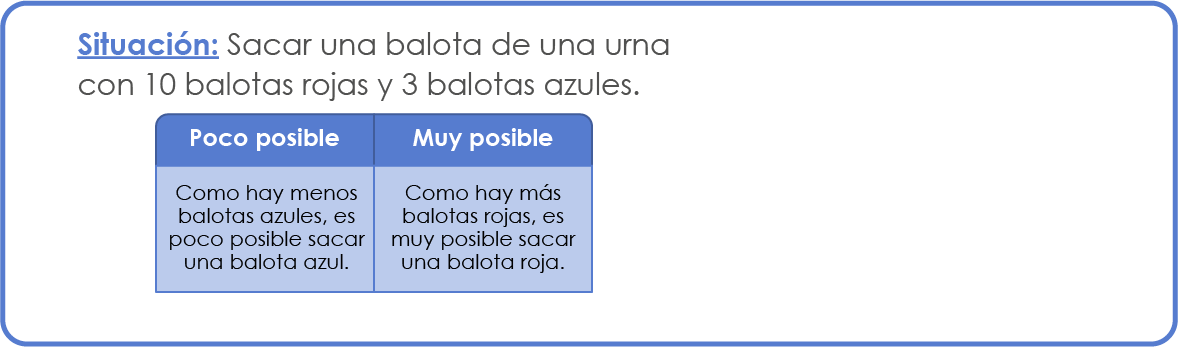 Situación: Sacar una balota de una urna
con 10 balotas rojas y 3 balotas azules.
Poco posible
Muy posible
Como hay menos
balotas azules, es
poco posible sacar
una balota azul.
Como hay más
balotas rojas, es
muy posible sacar
una balota roja.